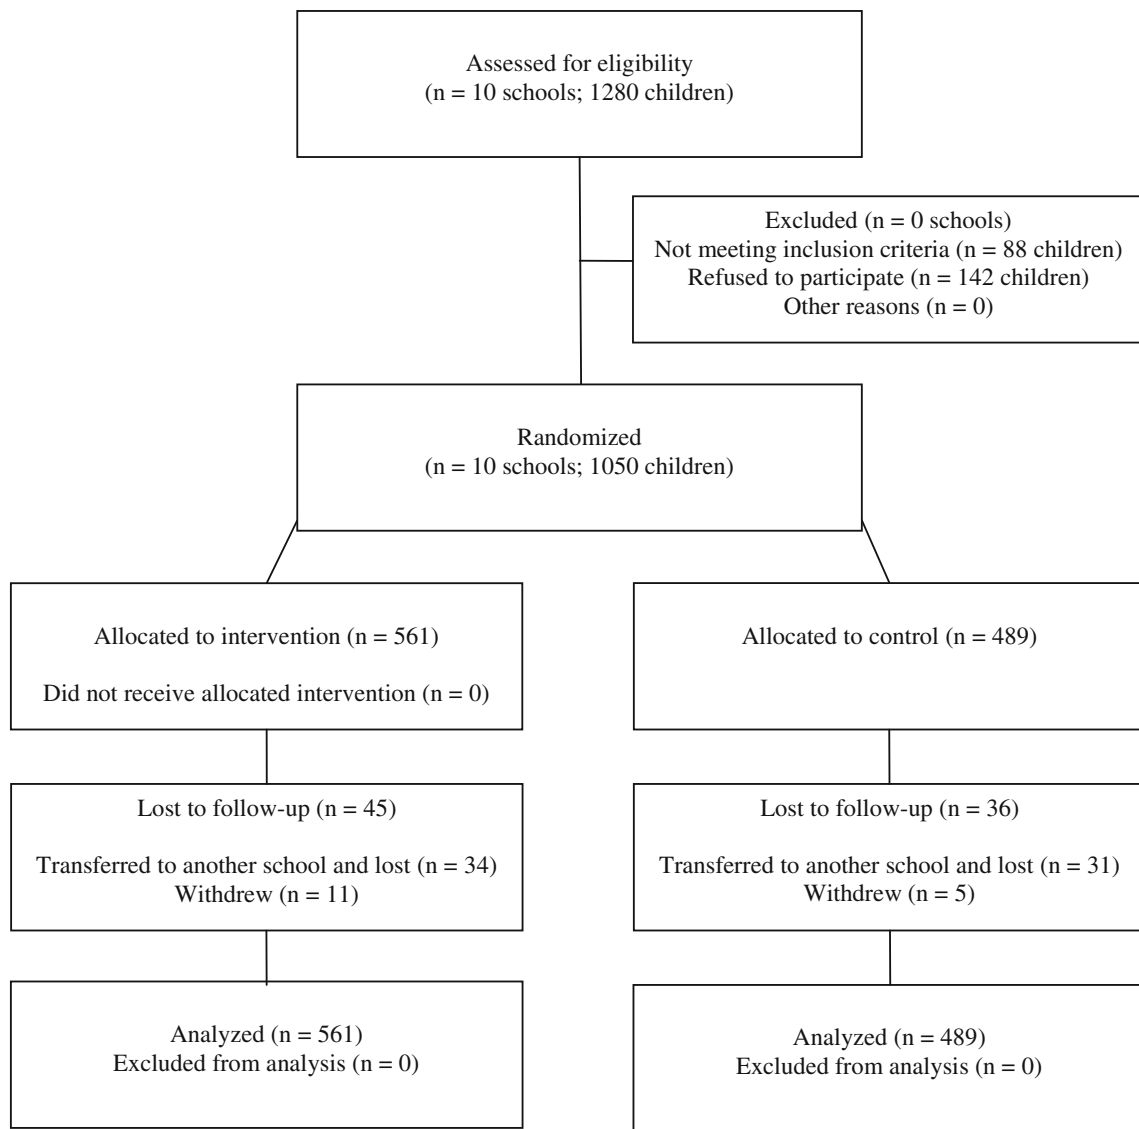 Assessed for eligibility
(n = 10 schools; 1280 children)
Excluded (n = 0 schools)
Not meeting inclusion criteria (n = 88 children)
Refused to participate (n = 142 children)
Other reasons (n = 0)
Randomized
(n = 10 schools; 1050 children)
Allocated to intervention (n = 561)
Did not receive allocated intervention (n = 0)
Allocated to control (n = 489)
Lost to follow-up (n = 45)
Transferred to another school and lost (n = 34)
Withdrew (n = 11)
Lost to follow-up (n = 36)
Transferred to another school and lost (n = 31)
Withdrew (n = 5)
Analyzed (n = 561)
Excluded from analysis (n = 0)
Analyzed (n = 489)
Excluded from analysis (n = 0)